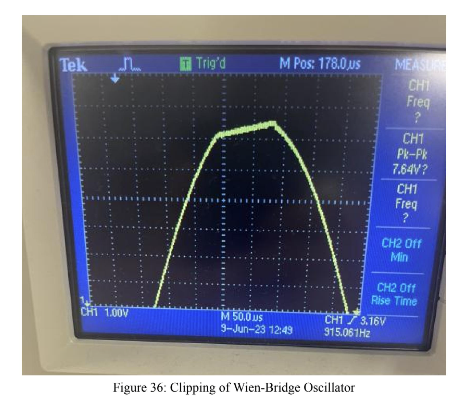 Tek T Trig'd M Pos: 178.0µs MEASURE
CH1
Freq
?
CH1
Pk-Pk
7.64V?
CH1
Freq
?
CH2 Off
Min
CH2 Off
Rise Time
1
CH1 1.00V M 50.0µs CH1 3.16V
9-Jun-23 12:49 915.061Hz
Figure 36: Clipping of Wien-Bridge Oscillator